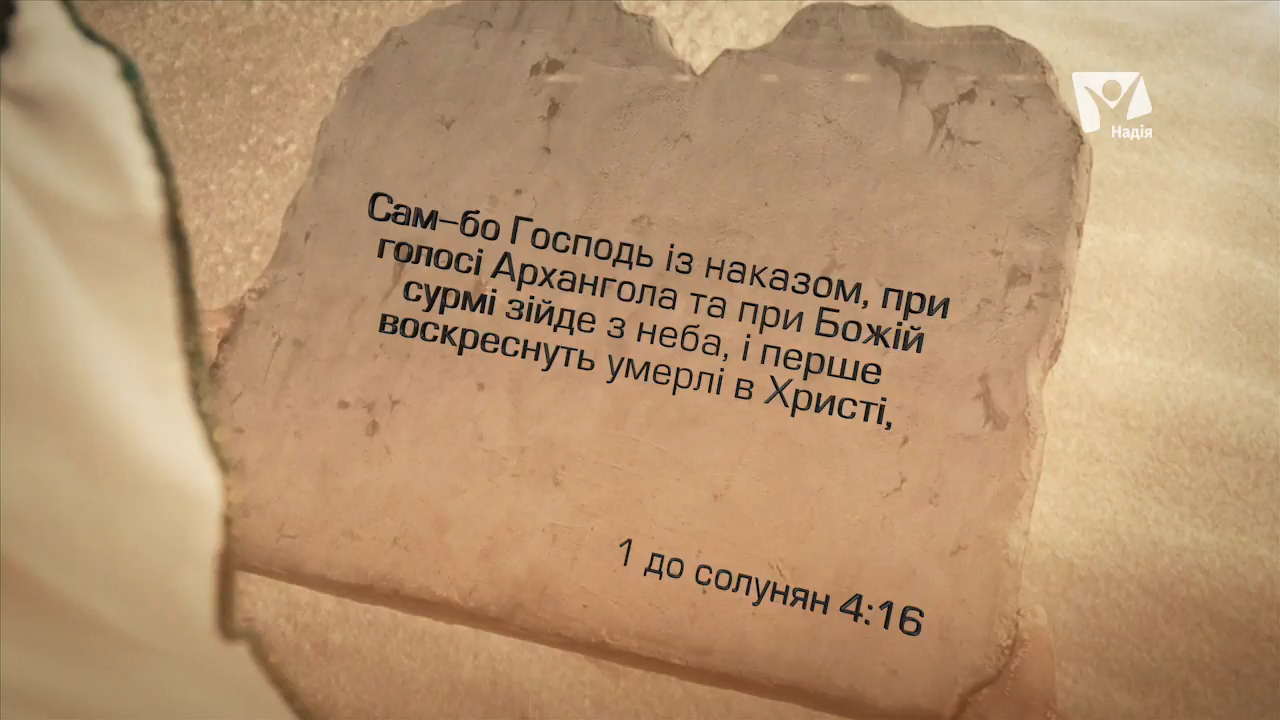 Надія
Сам-бо Господь із наказом, при
голосі Архангола та при Божій
сурмі зійде з неба, і перше
воскреснуть умерлі в Христі,
1 до солунян 4:16